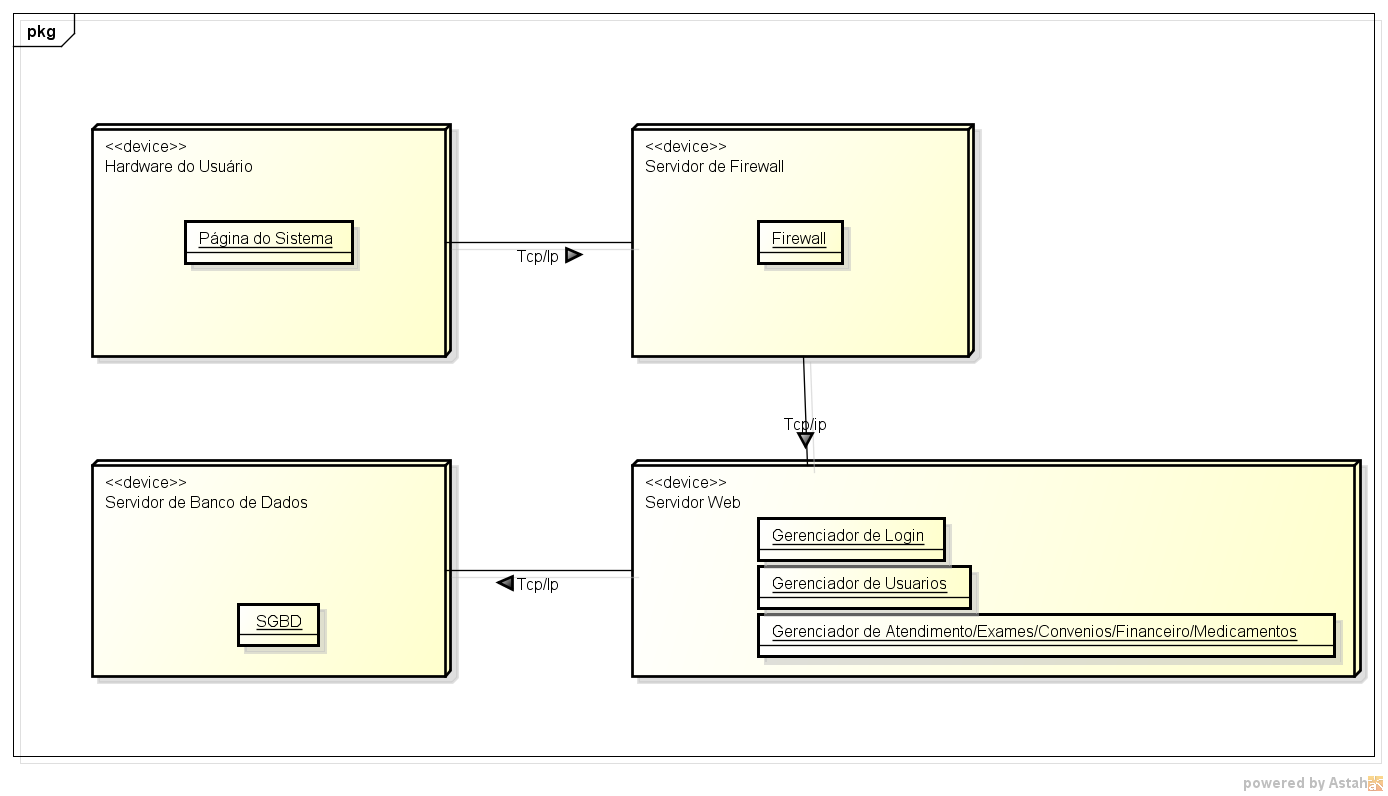 pkg
<<device>>
Hardware do Usuário
Página do Sistema
Tcp/Ip
<<device>>
Servidor de Firewall
Firewall
Tcp/ip
<<device>>
Servidor de Banco de Dados
SGBD
Tcp/Ip
<<device>>
Servidor Web
Gerenciador de Login
Gerenciador de Usuarios
Gerenciador de Atendimento/Exames/Convenios/Financeiro/Medicamentos
powered by Astah